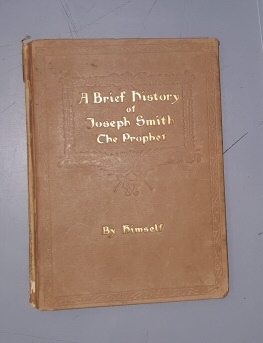 A Brief History
of
Joseph Smith
The Prophet
By Himself